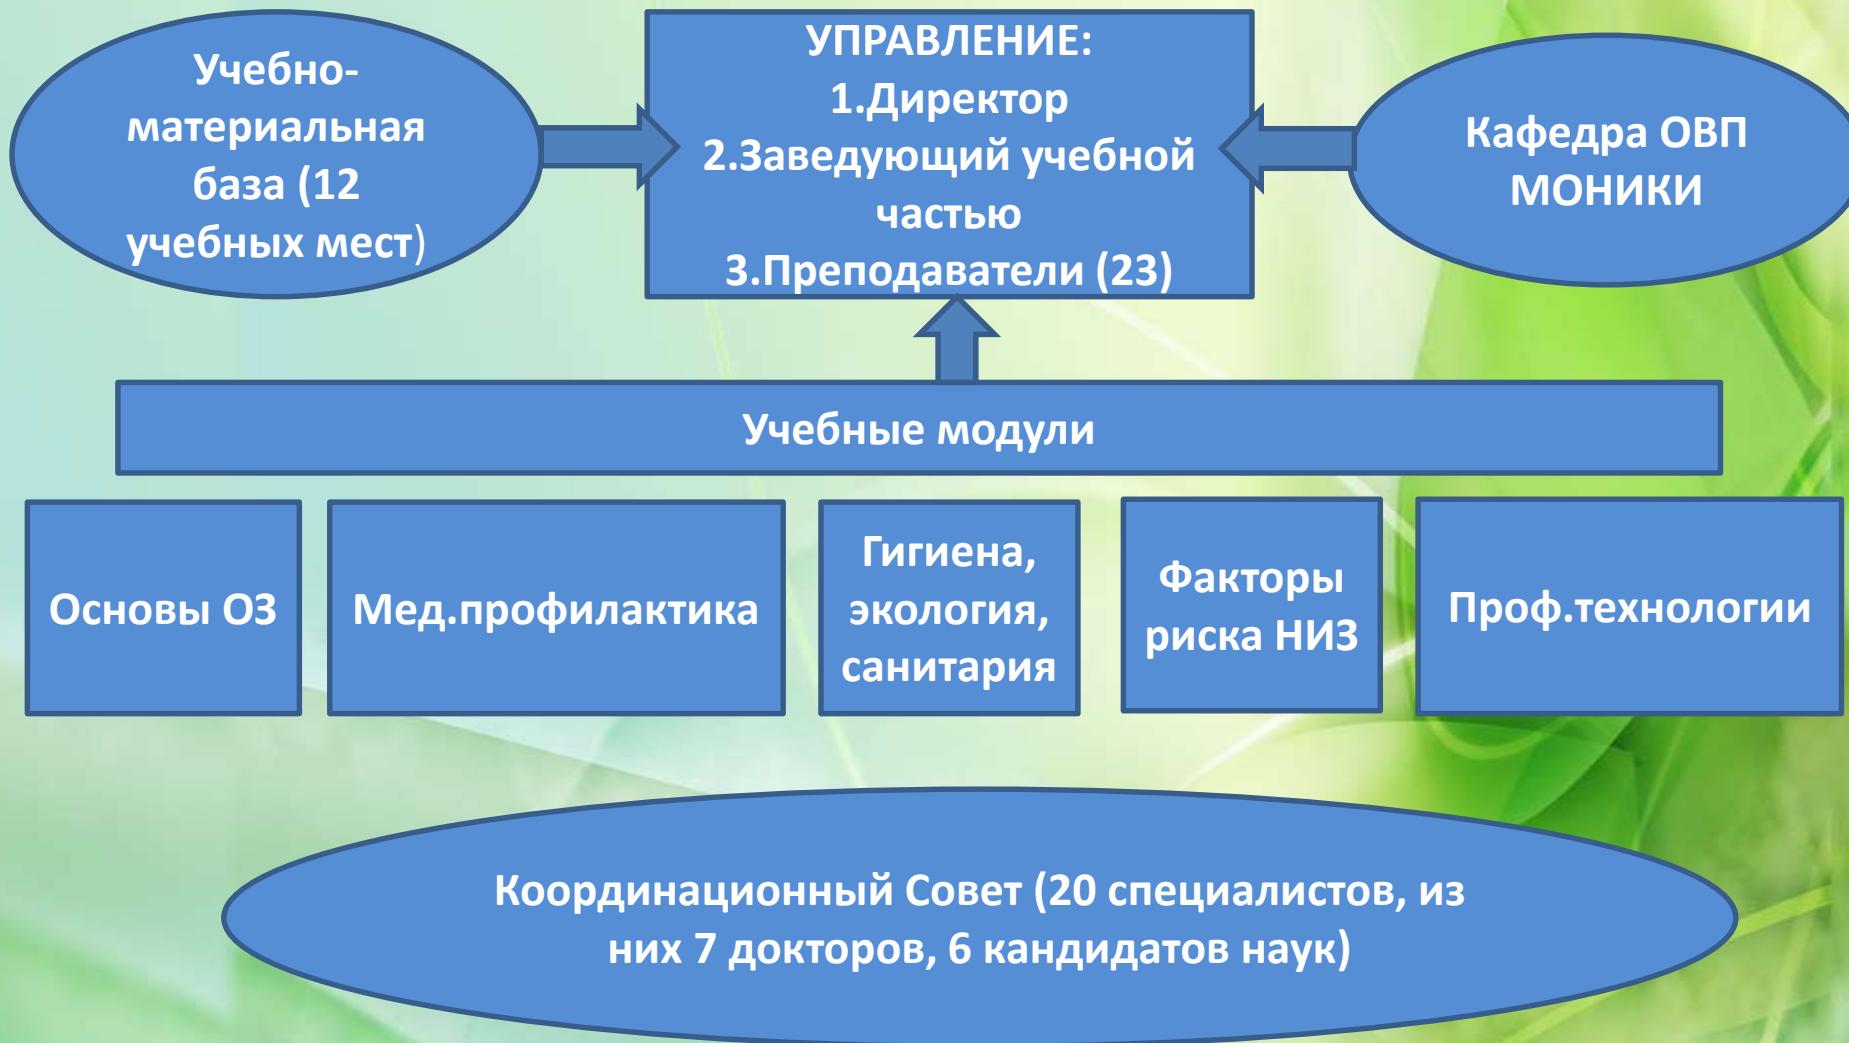 Учебно-
материальная
база (12
учебных мест)
УПРАВЛЕНИЕ:
1.Директор
2.Заведующий учебной
частью
3.Преподаватели (23)
Кафедра ОВП
МОНИКИ
Учебные модули
Основы ОЗ
Мед.профилактика
Гигиена,
экология,
санитария
Факторы
риска НИЗ
Проф.технологии
Координационный Совет (20 специалистов, из
них 7 докторов, 6 кандидатов наук)